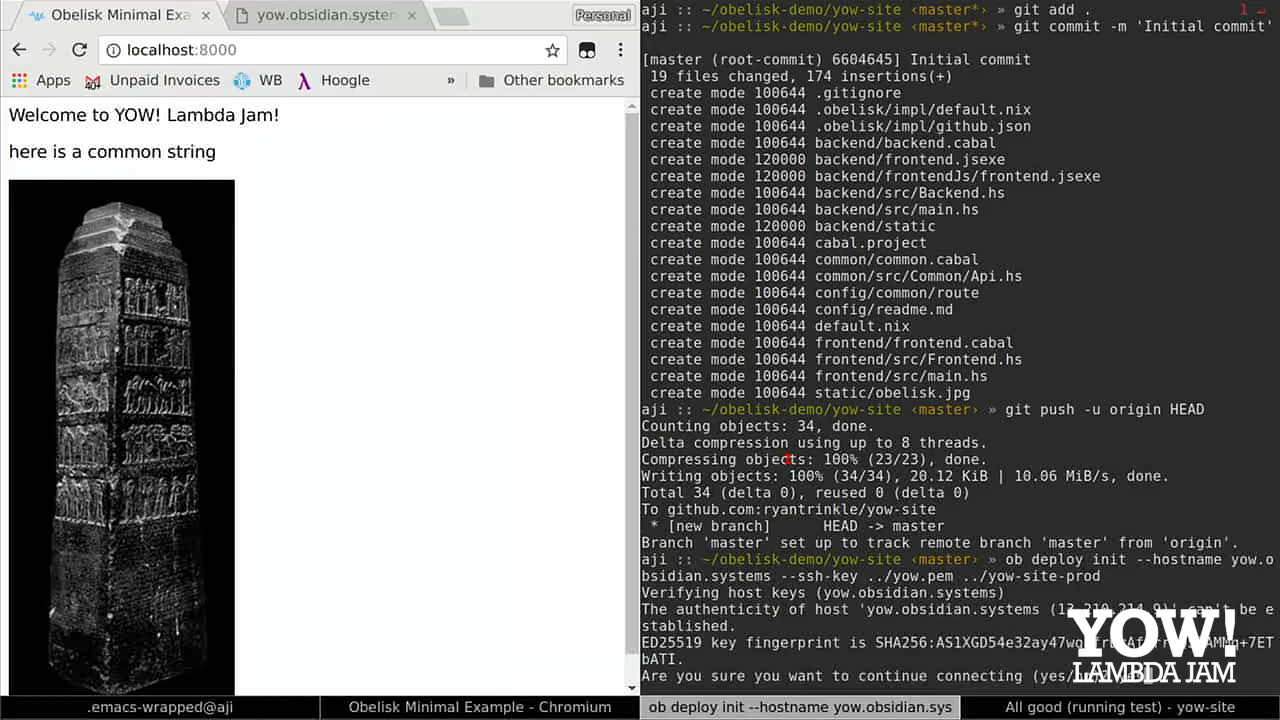 Obelisk Minimal Exa
yow.obsidian.system
Personal
localhost:8000
Apps
Unpaid Invoices
WB
Hoogle
»
Other bookmarks
Welcome to YOW! Lambda Jam!
here is a common string
aji :: ~/obelisk-demo/yow-site ‹master*› » git add . 1 ↵
aji :: ~/obelisk-demo/yow-site ‹master*› » git commit -m 'Initial commit'
[master (root-commit) 6604645] Initial commit
19 files changed, 174 insertions(+)
create mode 100644 .gitignore
create mode 100644 .obelisk/impl/default.nix
create mode 100644 .obelisk/impl/github.json
create mode 100644 backend/backend.cabal
create mode 120000 backend/frontend.jsexe
create mode 120000 backend/frontendJs/frontend.jsexe
create mode 100644 backend/src/Backend.hs
create mode 100644 backend/src/main.hs
create mode 120000 backend/static
create mode 100644 cabal.project
create mode 100644 common/common.cabal
create mode 100644 common/src/Common/Api.hs
create mode 100644 config/common/route
create mode 100644 config/readme.md
create mode 100644 default.nix
create mode 100644 frontend/frontend.cabal
create mode 100644 frontend/src/Frontend.hs
create mode 100644 frontend/src/main.hs
create mode 100644 static/obelisk.jpg
aji :: ~/obelisk-demo/yow-site ‹master› » git push -u origin HEAD
Counting objects: 34, done.
Delta compression using up to 8 threads.
Compressing objects: 100% (23/23), done.
Writing objects: 100% (34/34), 20.12 KiB | 10.06 MiB/s, done.
Total 34 (delta 0), reused 0 (delta 0)
To github.com:ryantrinkle/yow-site
* [new branch] HEAD -> master
Branch 'master' set up to track remote branch 'master' from 'origin'.
aji :: ~/obelisk-demo/yow-site ‹master› » ob deploy init --hostname yow.o
bsidian.systems --ssh-key ../yow.pem ../yow-site-prod
Verifying host keys (yow.obsidian.systems)
The authenticity of host 'yow.obsidian.systems can't be e
stablished.
ED25519 key fingerprint is
bATI.
Are you sure you want to continue connecting
YOW!
LAMBDA JAM
.emacs-wrapped@aji
Obelisk Minimal Example - Chromium
ob deploy init --hostname yow.obsidian.sys
All good (running test) - yow-site